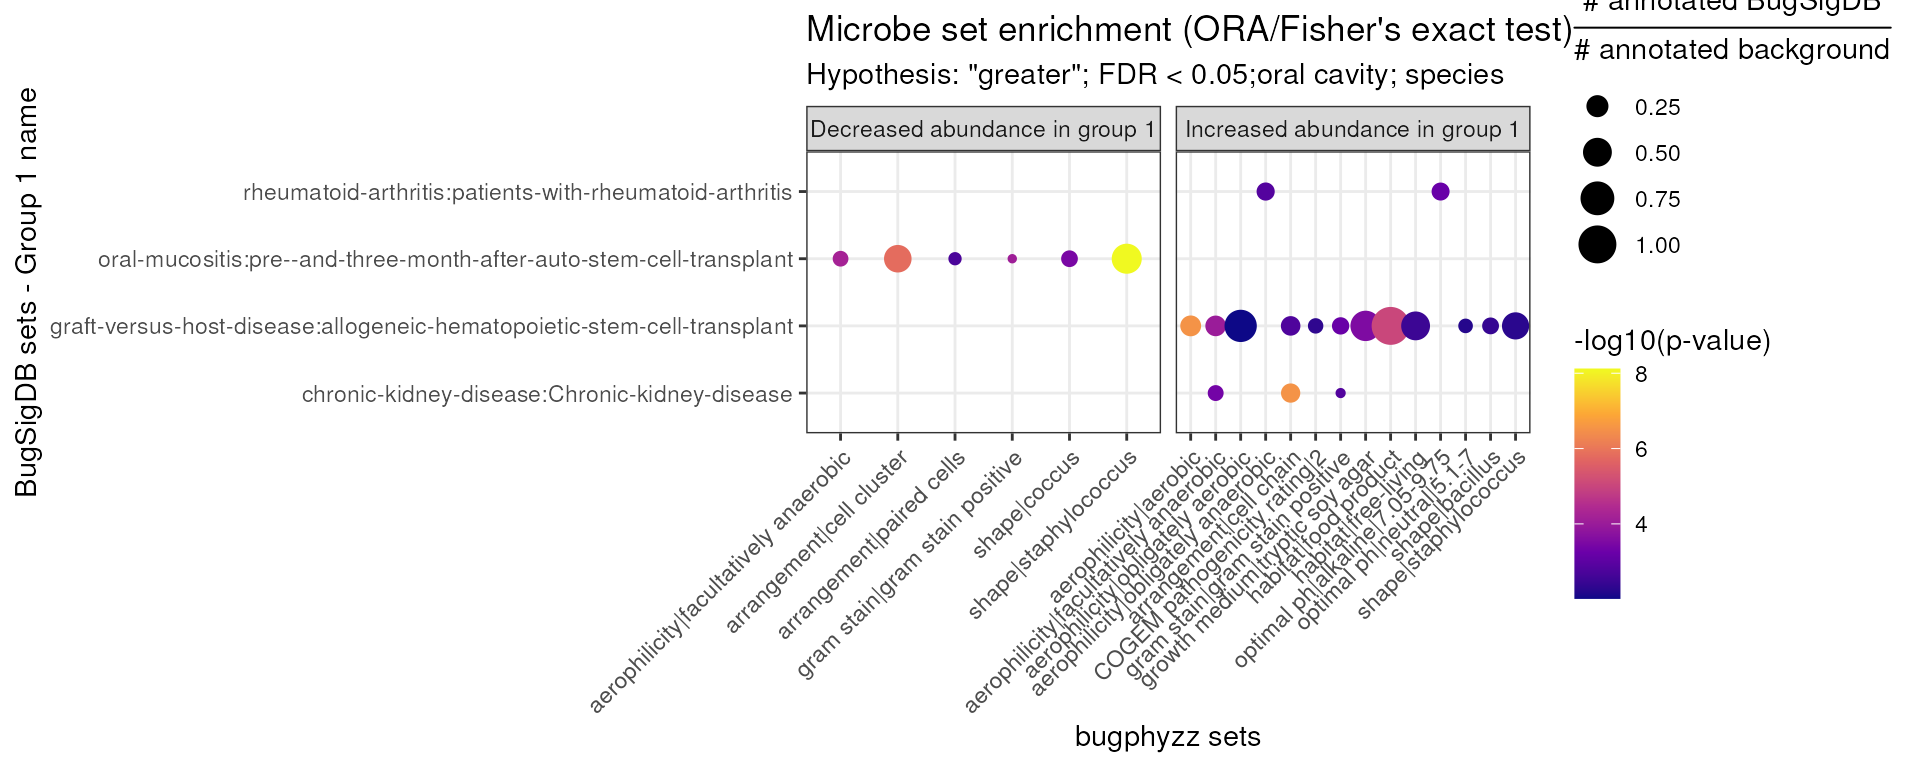 Microbe set enrichment (ORA/Fisher's exact test)
Hypothesis: "greater"; FDR < 0.05;oral cavity; species
# annotated BugSigDB
# annotated background
0.25
0.50
0.75
1.00
-log10(p-value)
8
6
4
BugSigDB sets - Group 1 name
Decreased abundance in group 1
Increased abundance in group 1
rheumatoid-arthritis:patients-with-rheumatoid-arthritis
oral-mucositis:pre--and-three-month-after-auto-stem-cell-transplant
graft-versus-host-disease:allogeneic-hematopoietic-stem-cell-transplant
chronic-kidney-disease:Chronic-kidney-disease
aerophilicity|facultatively anaerobic
arrangement|cell cluster
arrangement|paired cells
gram stain|gram stain positive
shape|coccus
shape|staphylococcus
aerophilicity|aerobic
aerophilicity|facultatively anaerobic
aerophilicity|obligately aerobic
aerophilicity|obligately anaerobic
arrangement|cell chain
COGEM pathogenicity rating|2
gram stain|gram stain positive
growth medium|tryptic soy agar
habitat|food product
habitat|free-living
optimal ph|alkaline|7.05-9.75
optimal ph|neutral|5.1-7
shape|bacillus
shape|staphylococcus
bugphyzz sets